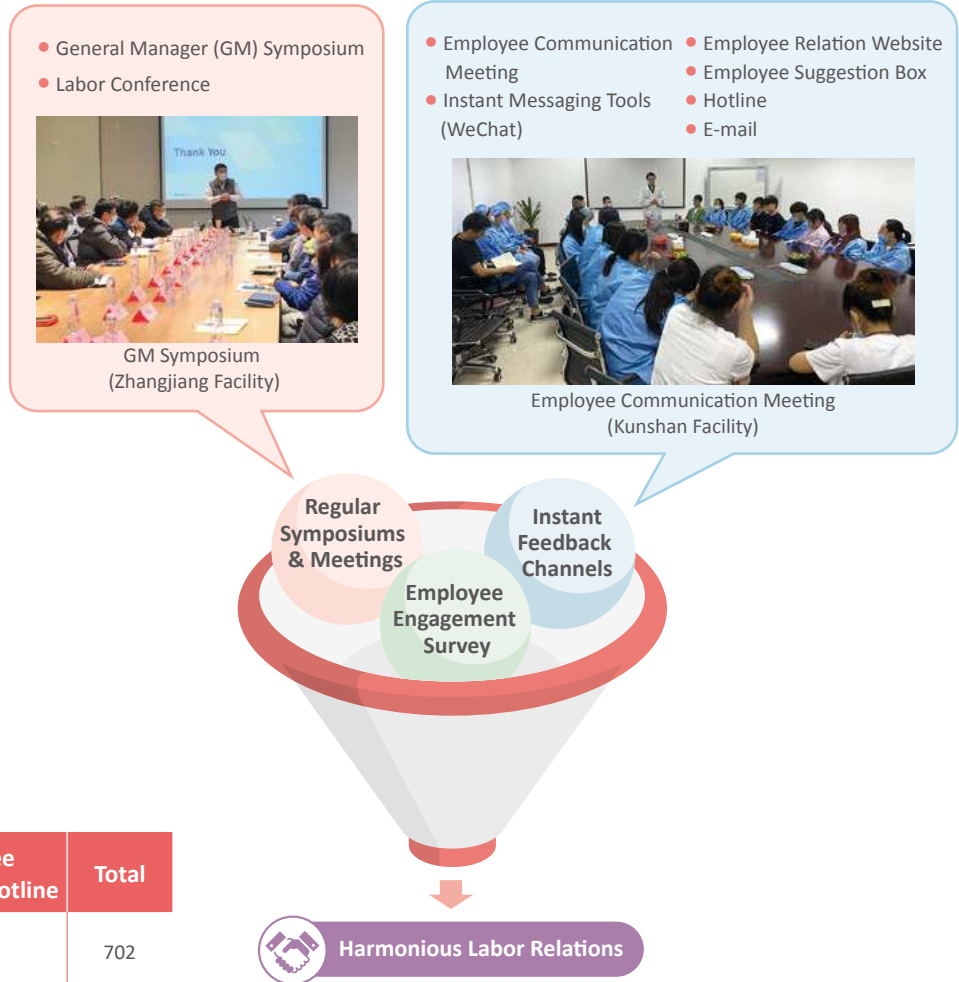 • General Manager (GM) Symposium
• Labor Conference
Thank You
GM Symposium
(Zhangjiang Facility)
• Employee Communication
Meeting
• Instant Messaging Tools
(WeChat)
• Employee Relation Website
• Employee Suggestion Box
• Hotline
• E-mail
Employee Communication Meeting
(Kunshan Facility)
Regular
Symposiums
& Meetings
Instant
Feedback
Channels
Employee
Engagement
Survey
Total
702
Harmonious Labor Relations